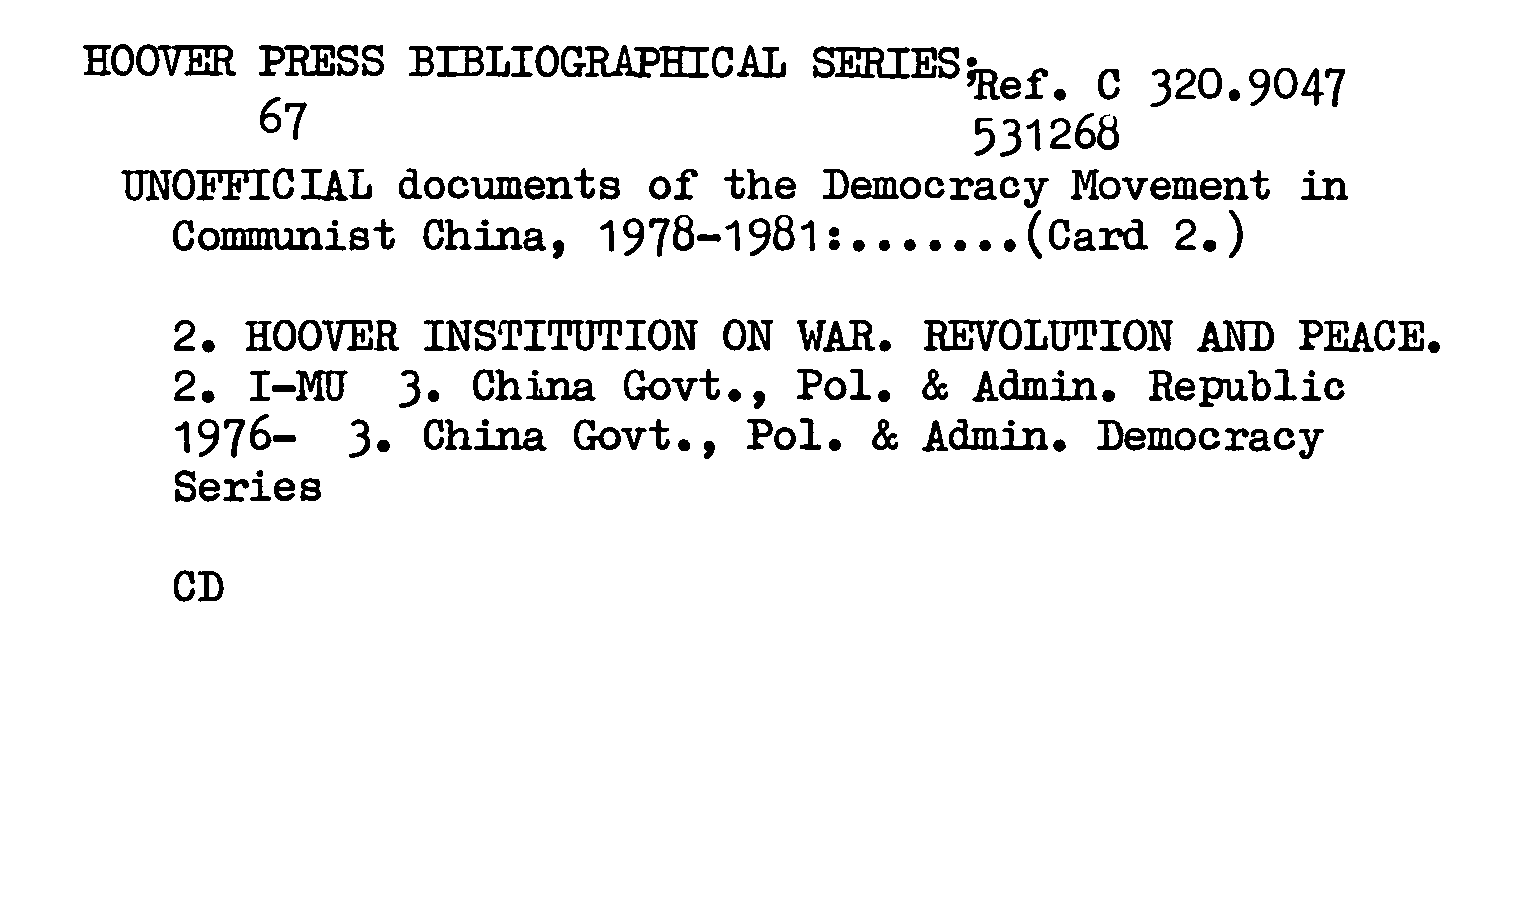 HOOVER PRESS BIBLIOGRAPHICAL SERIES;
67
Ref. C 320.9047
531268
UNOFFICIAL documents of the Democracy Movement in
Communist China, 1978-1981:.......(Card 2.)
2. HOOVER INSTITUTION ON WAR. REVOLUTION AND PEACE.
2. I-MU 3. China Govt., Pol. & Admin. Republic
1976- 3. China Govt., Pol. & Admin. Democracy
Series
CD